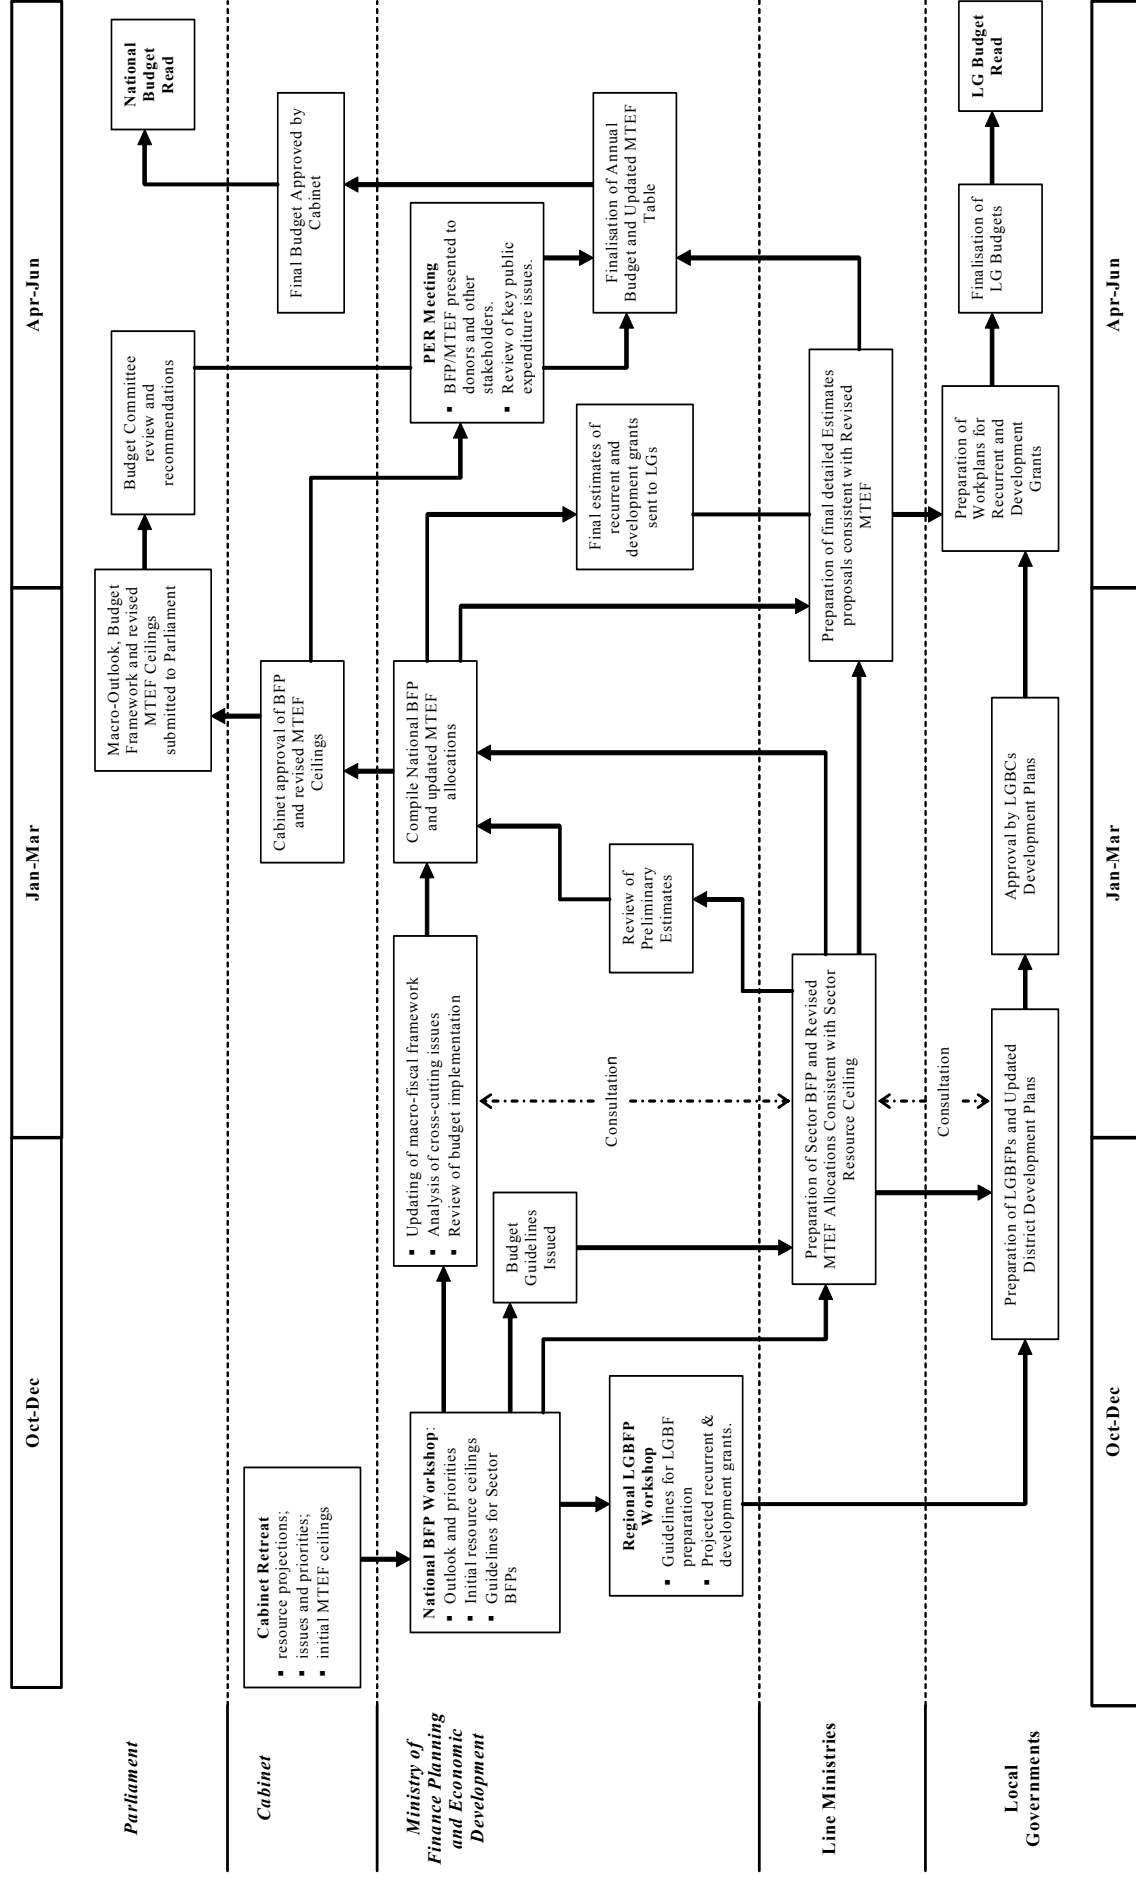 Oct-Dec
Jan-Mar
Apr-Jun
Parliament
Macro-Outlook, Budget
Framework and revised
MTEF Ceilings
submitted to Parliament
Budget Committee
review and
recommendations
National
Budget
Read
Cabinet
Cabinet Retreat
▪ resource projections;
▪ issues and priorities;
▪ initial MTEF ceilings
Cabinet approval of BFP
and revised MTEF
Ceilings
Final Budget Approved by
Cabinet
Ministry of
Finance Planning
and Economic
Development
National BFP Workshop:
▪ Outlook and priorities
▪ Initial resource ceilings
▪ Guidelines for Sector
BFPs
▪ Updating of macro-fiscal framework
▪ Analysis of cross-cutting issues
▪ Review of budget implementation
Compile National BFP
and updated MTEF
allocations
PER Meeting
▪ BFP/MTEF presented to
donors and other
stakeholders.
▪ Review of key public
expenditure issues.
Budget
Guidelines
Issued
Regional LGBFP
Workshop
▪ Guidelines for LGBF
preparation
▪ Projected recurrent &
development grants.
Consultation
Review of
Preliminary
Estimates
Final estimates of
recurrent and
development grants
sent to LGs
Finalisation of Annual
Budget and Updated MTEF
Table
Line Ministries
Preparation of Sector BFP and Revised
MTEF Allocations Consistent with Sector
Resource Ceiling
Preparation of final detailed Estimates
proposals consistent with Revised
MTEF
Consultation
Local
Governments
Preparation of LGBFPs and Updated
District Development Plans
Approval by LGBCs
Development Plans
Preparation of
Workplans for
Recurrent and
Development
Grants
Finalisation of
LG Budgets
LG Budget
Read
Oct-Dec
Jan-Mar
Apr-Jun